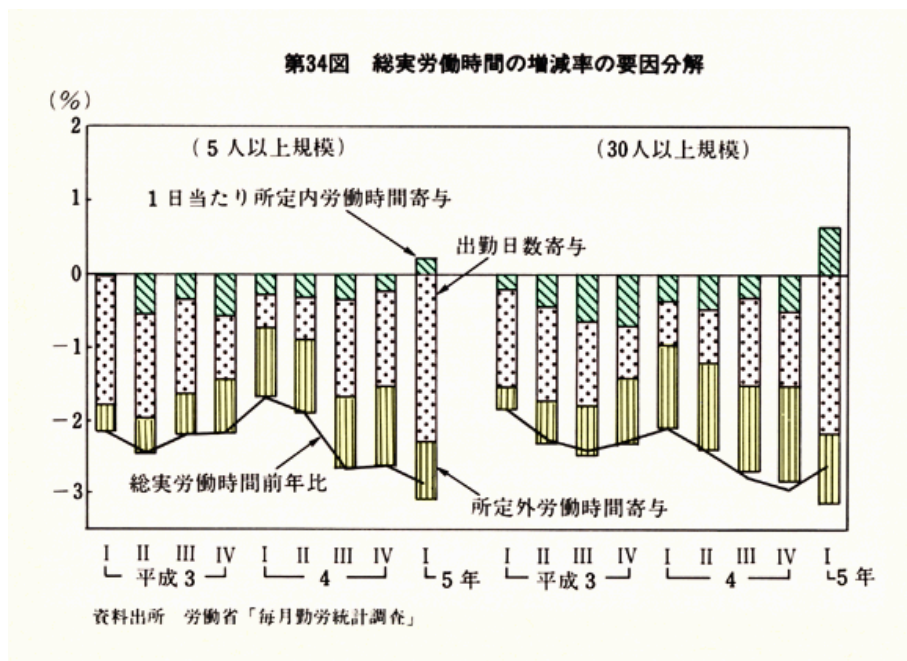 第34図 総実労働時間の増減率の要因分解
(%)
2
1
0
-1
-2
-3
(5人以上規模)
(30人以上規模)
1日当たり所定内労働時間寄与
出勤日数寄与
総実労働時間前年比
所定外労働時間寄与
I II III IV I II III IV I I II III IV I II III IV I
平成3 4 5年 平成3 4 5年
資料出所 労働省「毎月勤労統計調査」